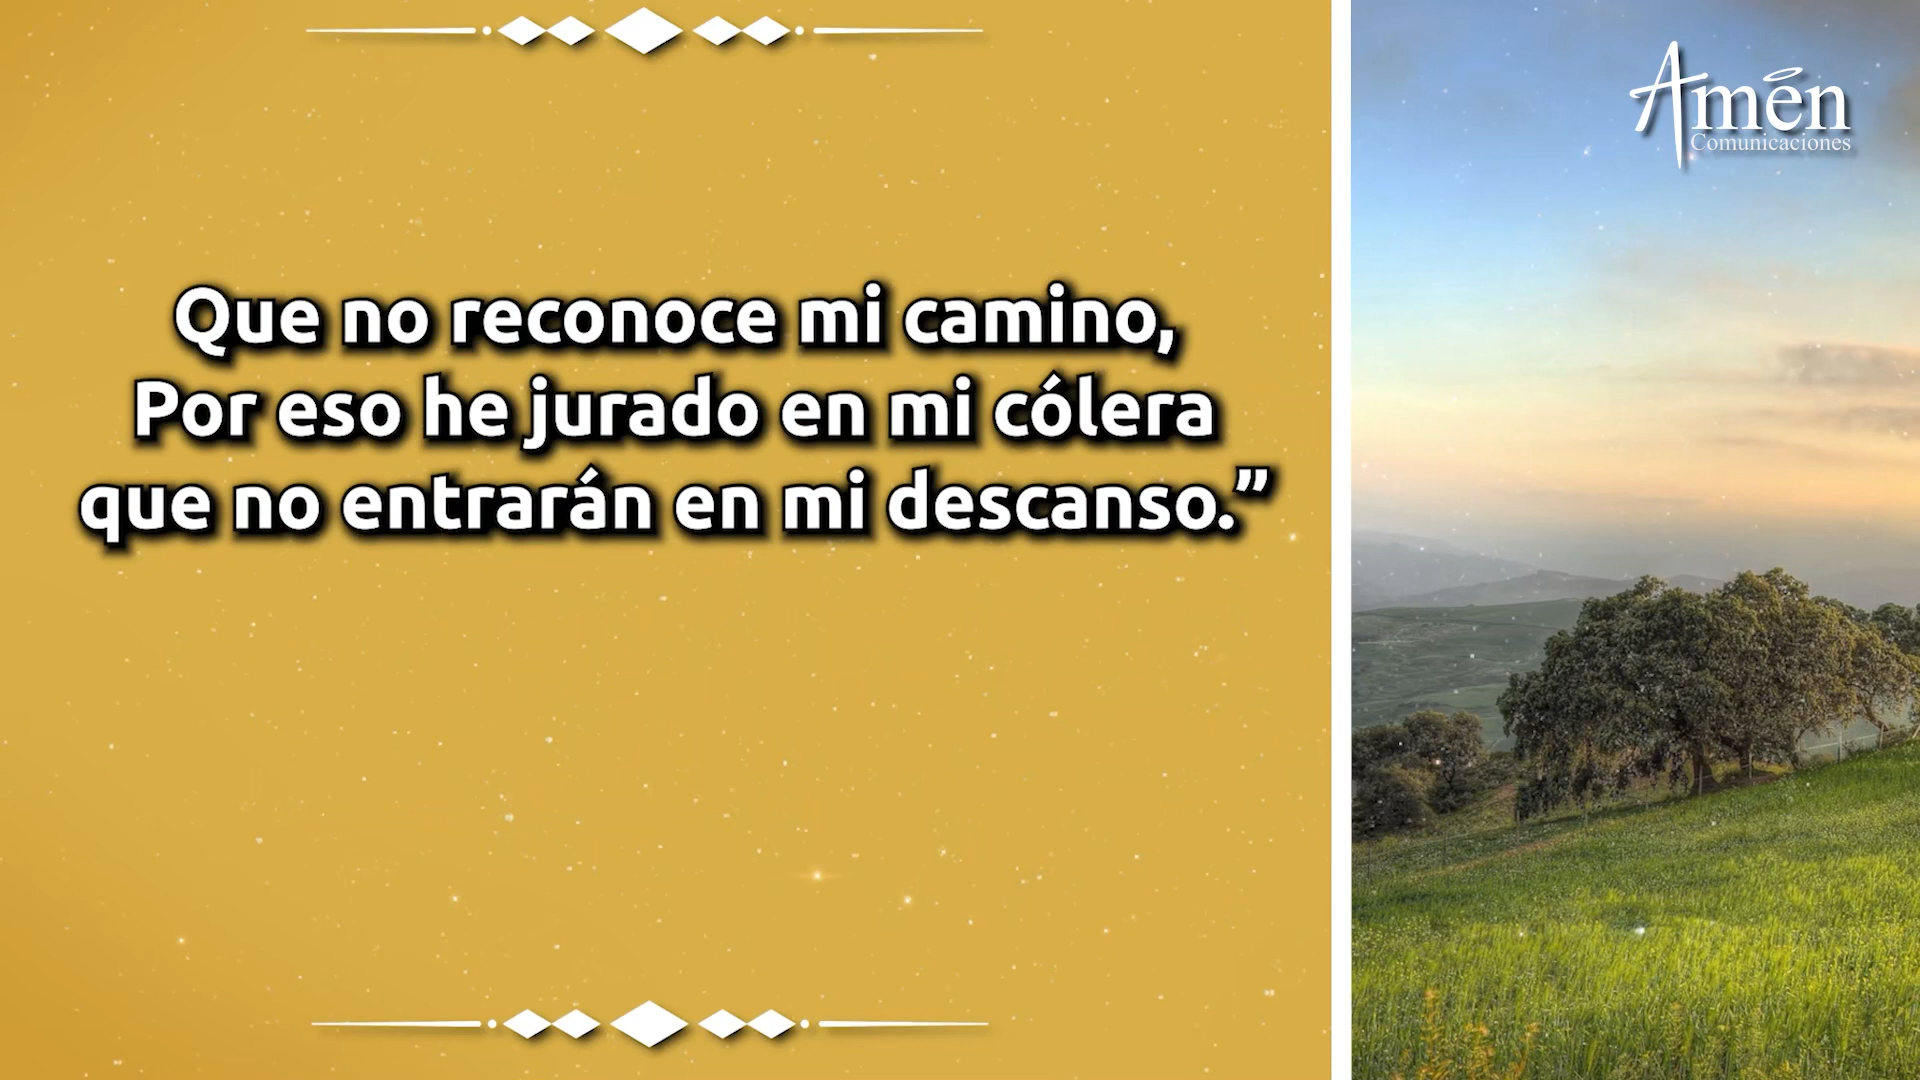 Amén
Comunicaciones
Que no reconoce mi camino,
Por eso he jurado en mi cólera
que no entrarán en mi descanso.”